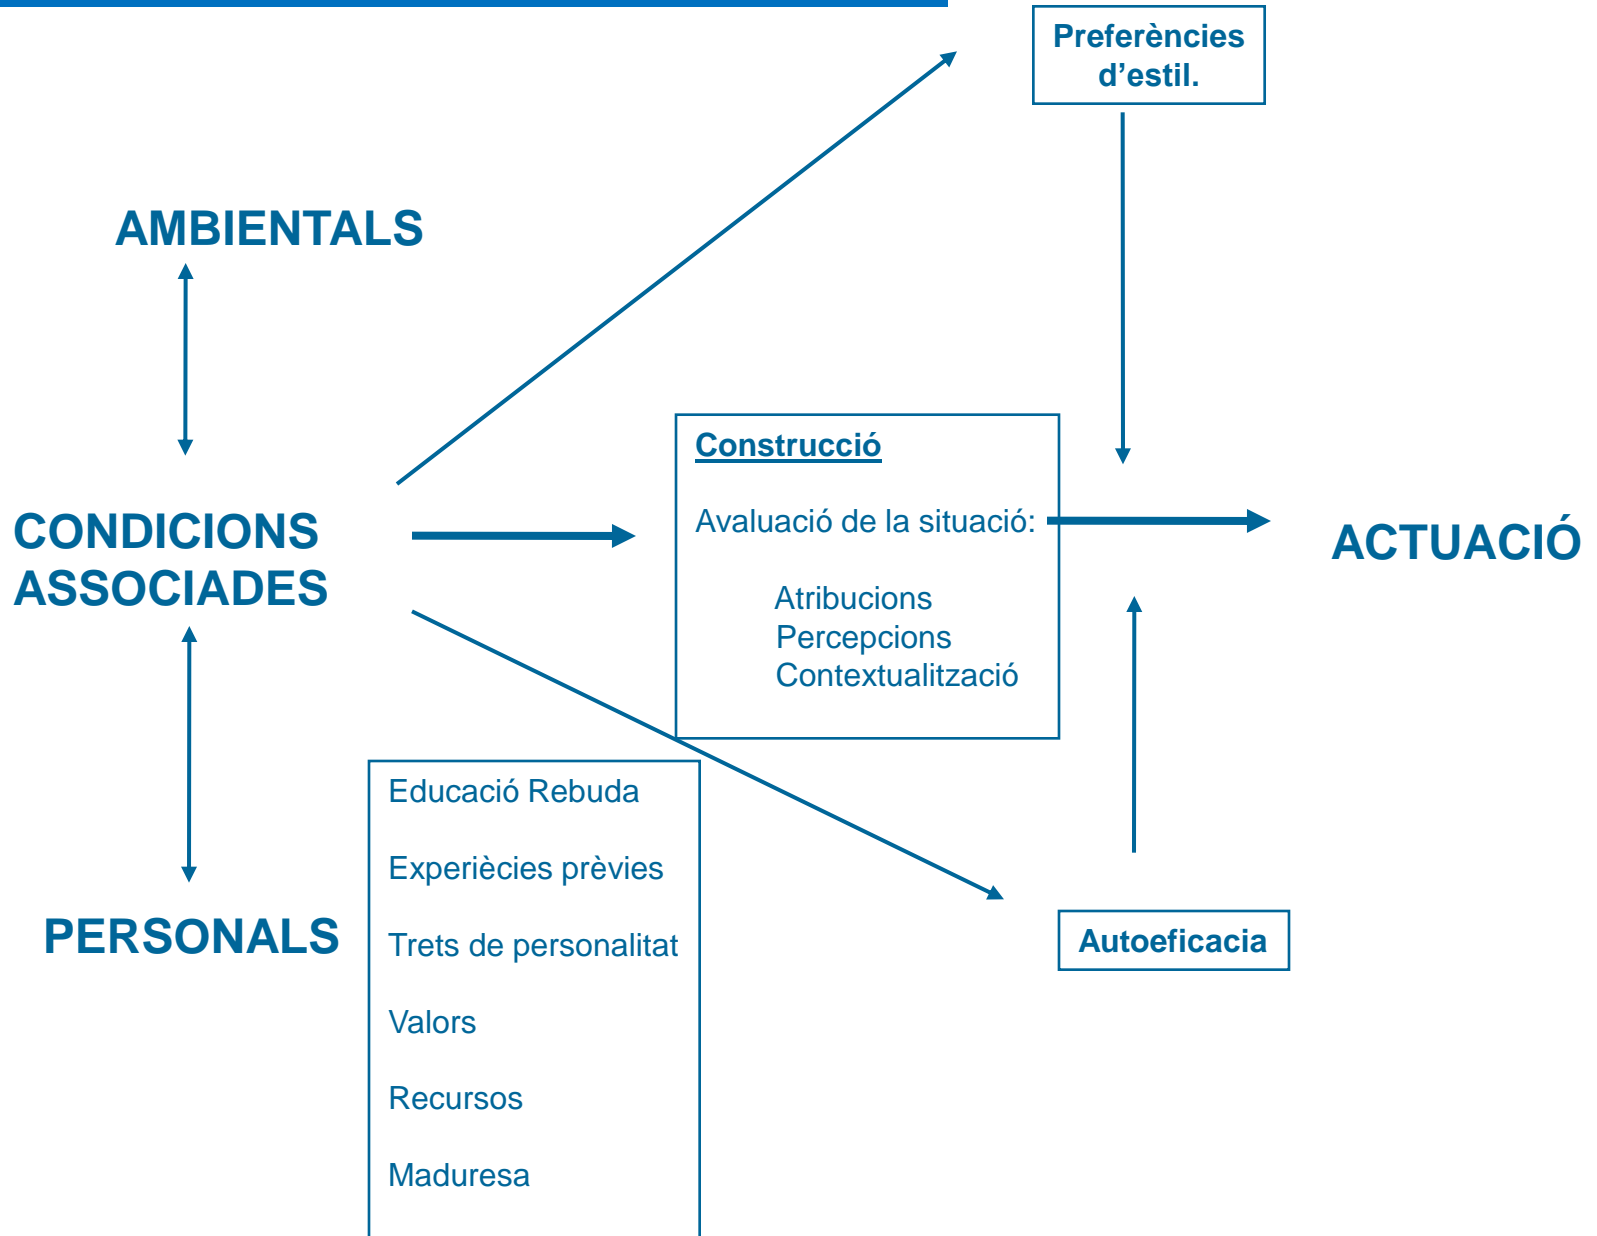 Preferències
d’estil.
AMBIENTALS
CONDICIONS
ASSOCIADES
Construcció
Avaluació de la situació:
Atribucions
Percepcions
Contextualització
ACTUACIÓ
PERSONALS
Educació Rebuda
Experiècies prèvies
Trets de personalitat
Valors
Recursos
Maduresa
Autoeficacia